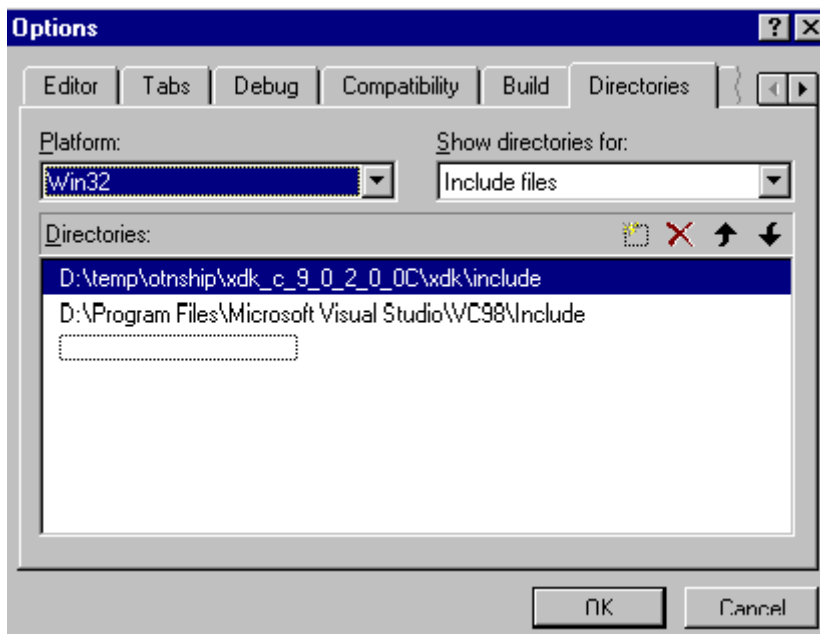 Options
Editor Tabs Debug Compatibility Build Directories
Platform: Show directories for:
Win32 Include files
Directories:
D:\temp\otnship\xdk_c_9_0_2_0_0C\xdk\include
D:\Program Files\Microsoft Visual Studio\VC98\Include
OK Cancel